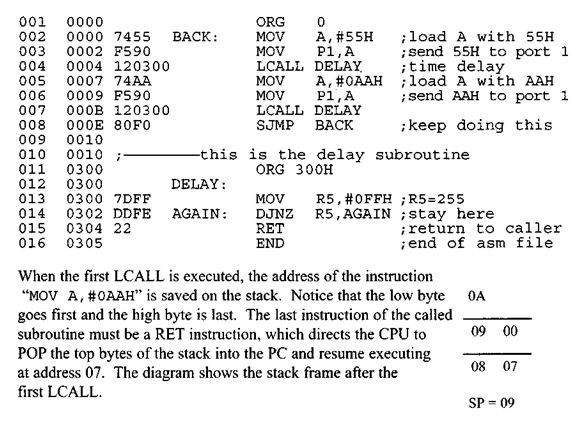 001 0000 ORG 0
002 0000 7455 BACK: MOV A,#55H ;load A with 55H
003 0002 F590 MOV P1,A ;send 55H to port 1
004 0004 120300 LCALL DELAY ;time delay
005 0007 74AA MOV A,#0AAH ;load A with AAH
006 0009 F590 MOV P1,A ;send AAH to port 1
007 000B 120300 LCALL DELAY
008 000E 80F0 SJMP BACK ;keep doing this
009 0010
010 0010 ;————this is the delay subroutine
011 0300 ORG 300H
012 0300 DELAY:
013 0300 7DFF MOV R5,#0FFH ;R5=255
014 0302 DDFE AGAIN: DJNZ R5,AGAIN ;stay here
015 0304 22 RET ;return to caller
016 0305 END ;end of asm file
When the first LCALL is executed, the address of the instruction
“MOV A,#0AAH” is saved on the stack. Notice that the low byte
goes first and the high byte is last. The last instruction of the called
subroutine must be a RET instruction, which directs the CPU to
POP the top bytes of the stack into the PC and resume executing
at address 07. The diagram shows the stack frame after the
first LCALL.
0A
09 00
08 07
SP = 09